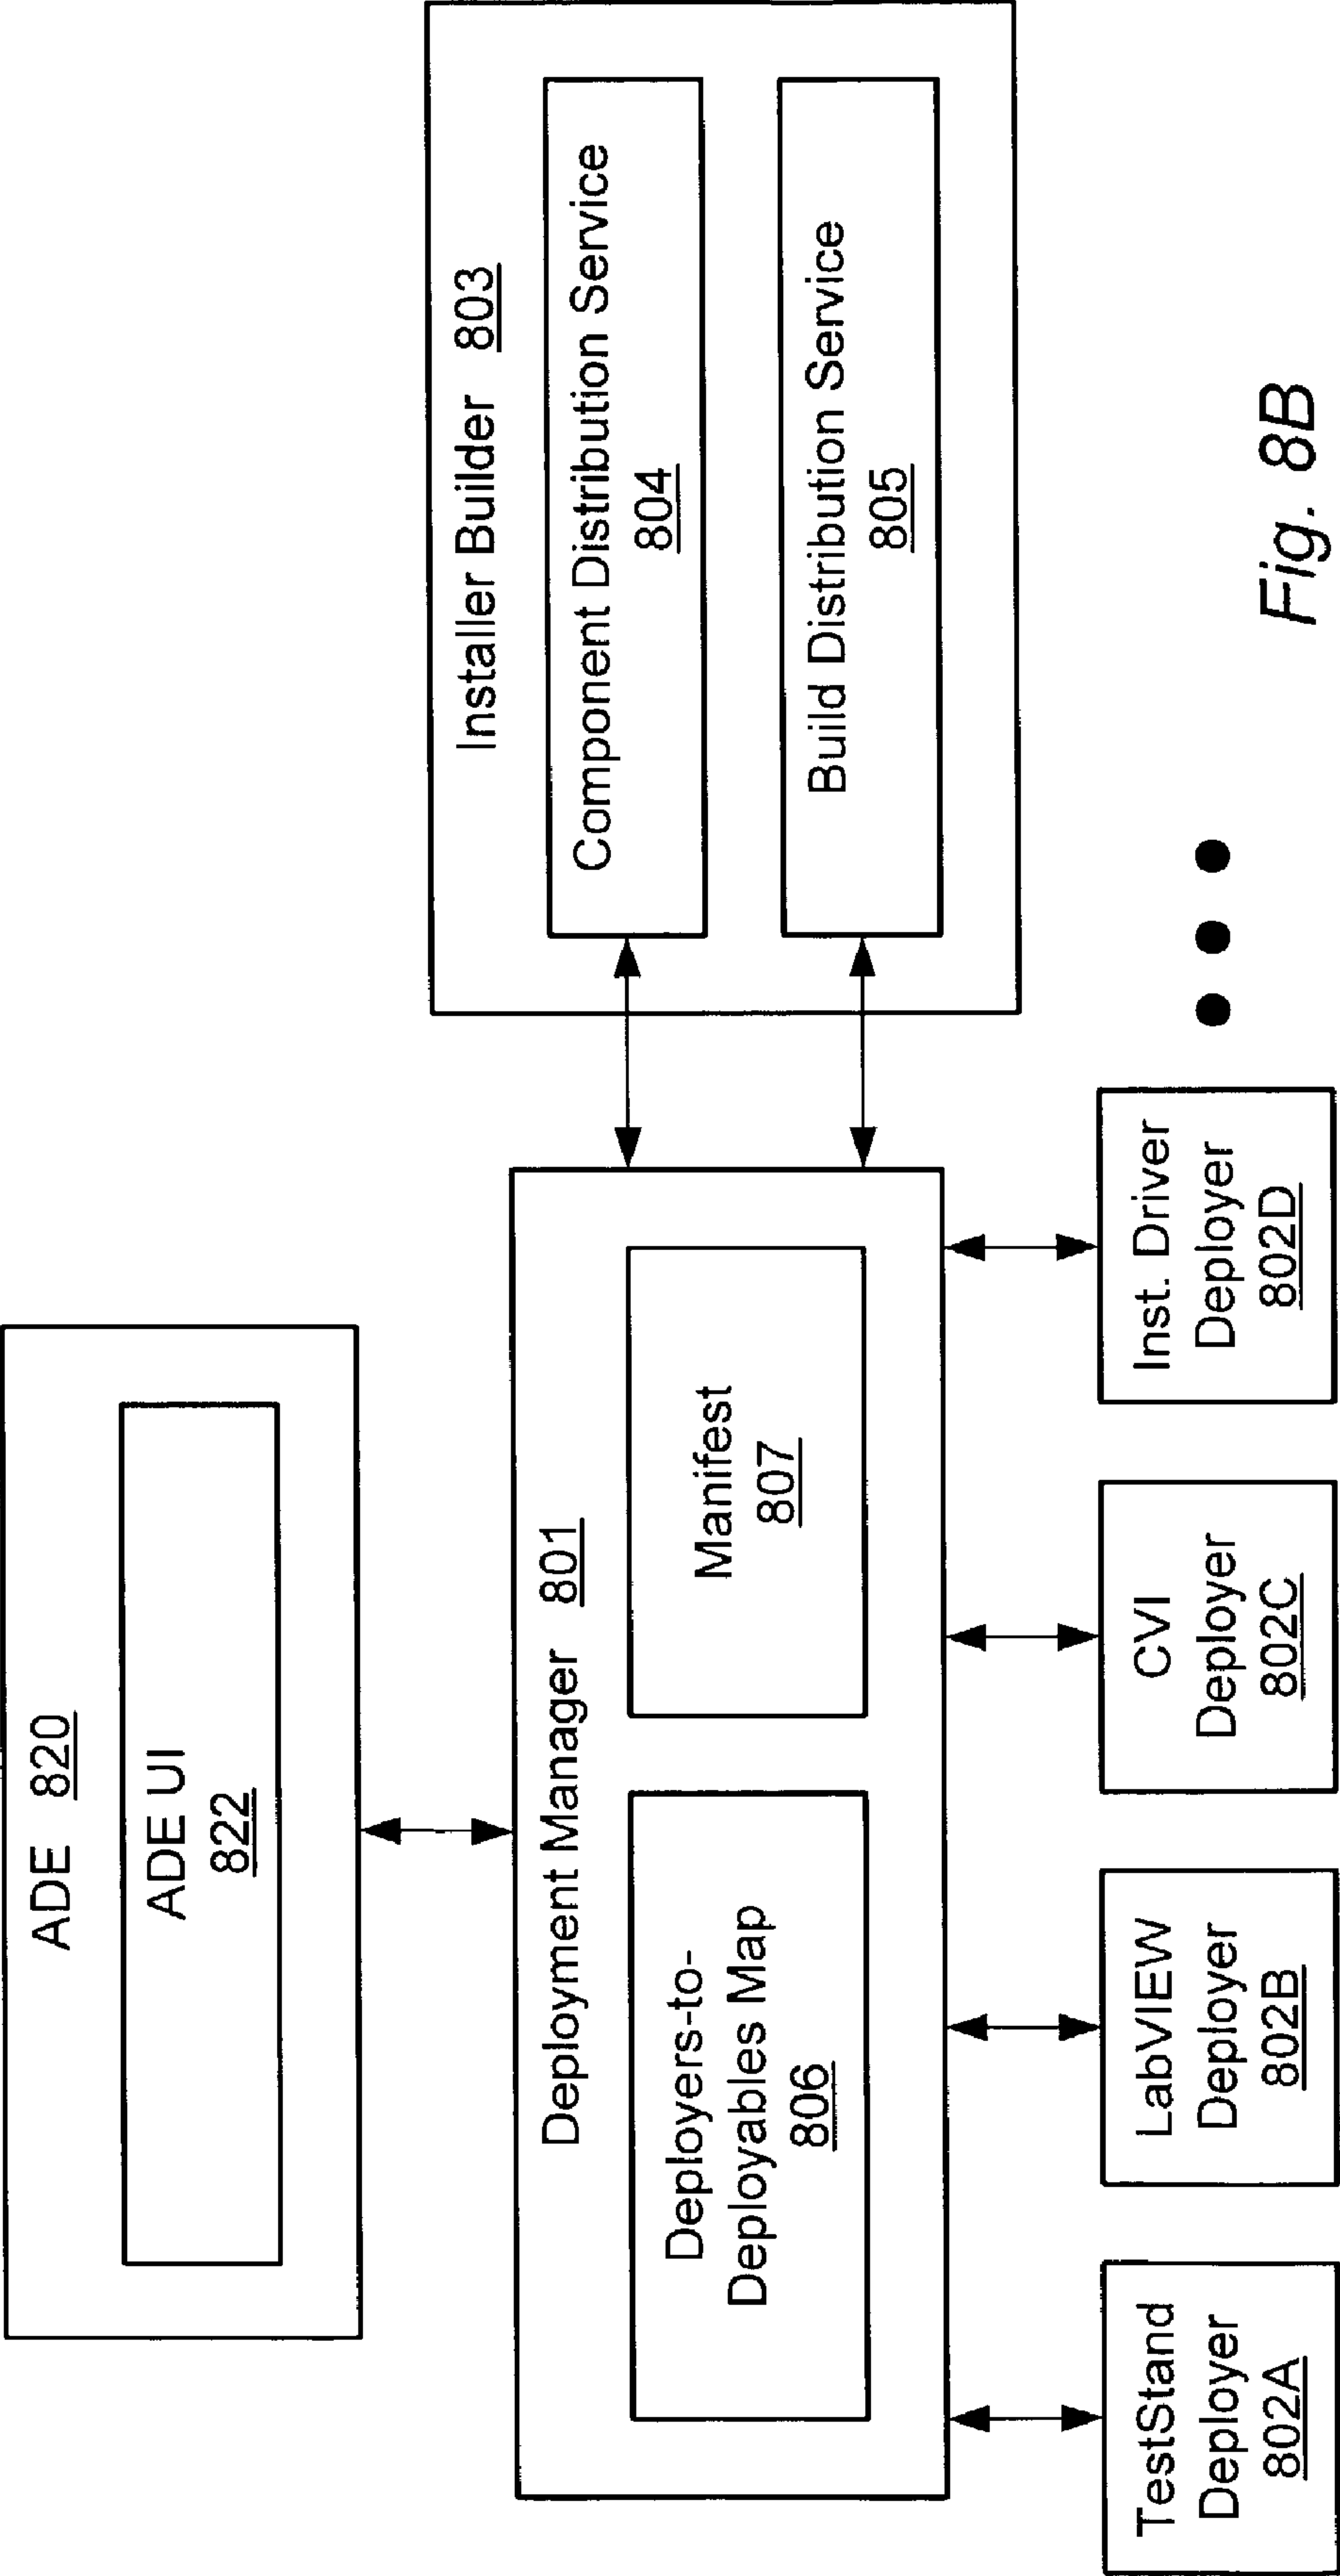 ADE 820
ADE UI
822
Deployment Manager 801
Deployers-to-
Deployables Map
806
Manifest
807
Installer Builder 803
Component Distribution Service
804
Build Distribution Service
805
TestStand
Deployer
802A
LabVIEW
Deployer
802B
CVI
Deployer
802C
Inst. Driver
Deployer
802D
Fig. 8B